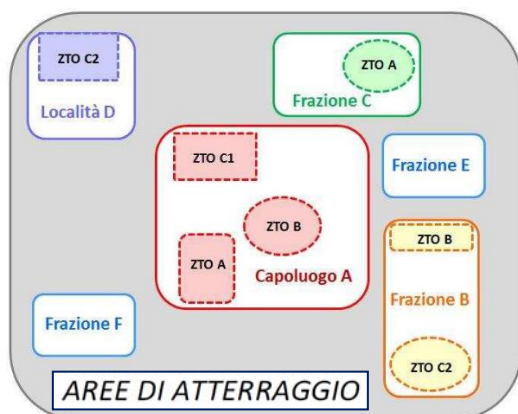 ZTO C2
Località D
ZTO A
Frazione C
ZTO C1
ZTO B
ZTO A
Capoluogo A
Frazione E
ZTO B
Frazione B
ZTO C2
Frazione F
AREE DI ATTERRAGGIO